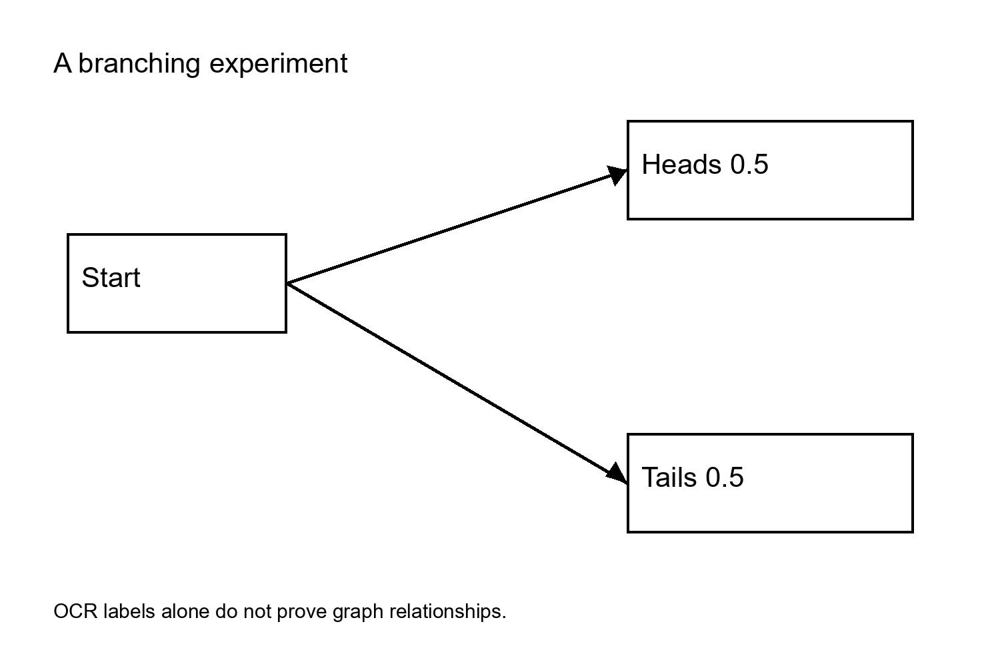 A branching experiment
Heads 0.5
Start
Tails 0.5
OCR labels alone do not prove graph relationships.